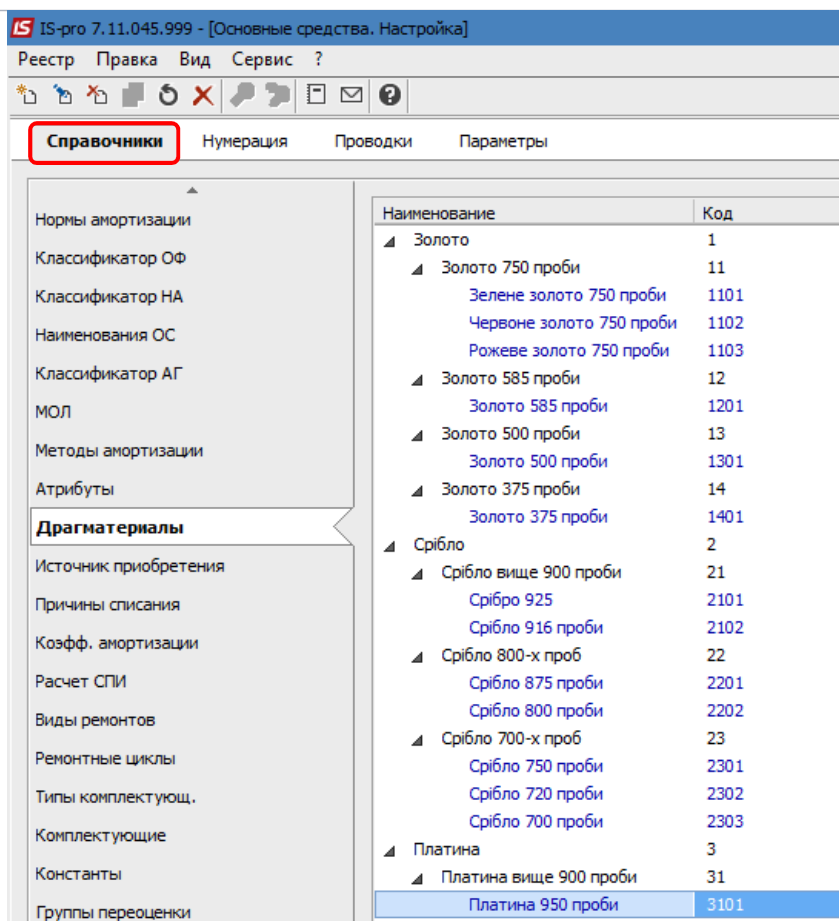 IS-pro 7.11.045.999 - [Основные средства. Настройка]
Реестр Правка Вид Сервис ?
Справочники Нумерация Проводки Параметры
Нормы амортизации
Классификатор ОФ
Классификатор НА
Наименования ОС
Классификатор АГ
МОЛ
Методы амортизации
Атрибуты
Драгматериалы
Источник приобретения
Причины списания
Коэфф. амортизации
Расчет СПИ
Виды ремонтов
Ремонтные циклы
Типы комплектующ.
Комплектующие
Константы
Группы переоценки
Наименование Код
Золото 1
Золото 750 проби 11
Зелене золото 750 проби 1101
Червоне золото 750 проби 1102
Рожеве золото 750 проби 1103
Золото 585 проби 12
Золото 585 проби 1201
Золото 500 проби 13
Золото 500 проби 1301
Золото 375 проби 14
Золото 375 проби 1401
Срібло 2
Срібло вище 900 проби 21
Срібро 925 2101
Срібло 916 проби 2102
Срібло 800-х проб 22
Срібло 875 проби 2201
Срібло 800 проби 2202
Срібло 700-х проб 23
Срібло 750 проби 2301
Срібло 720 проби 2302
Срібло 700 проби 2303
Платина 3
Платина вище 900 проби 31
Платина 950 проби 3101